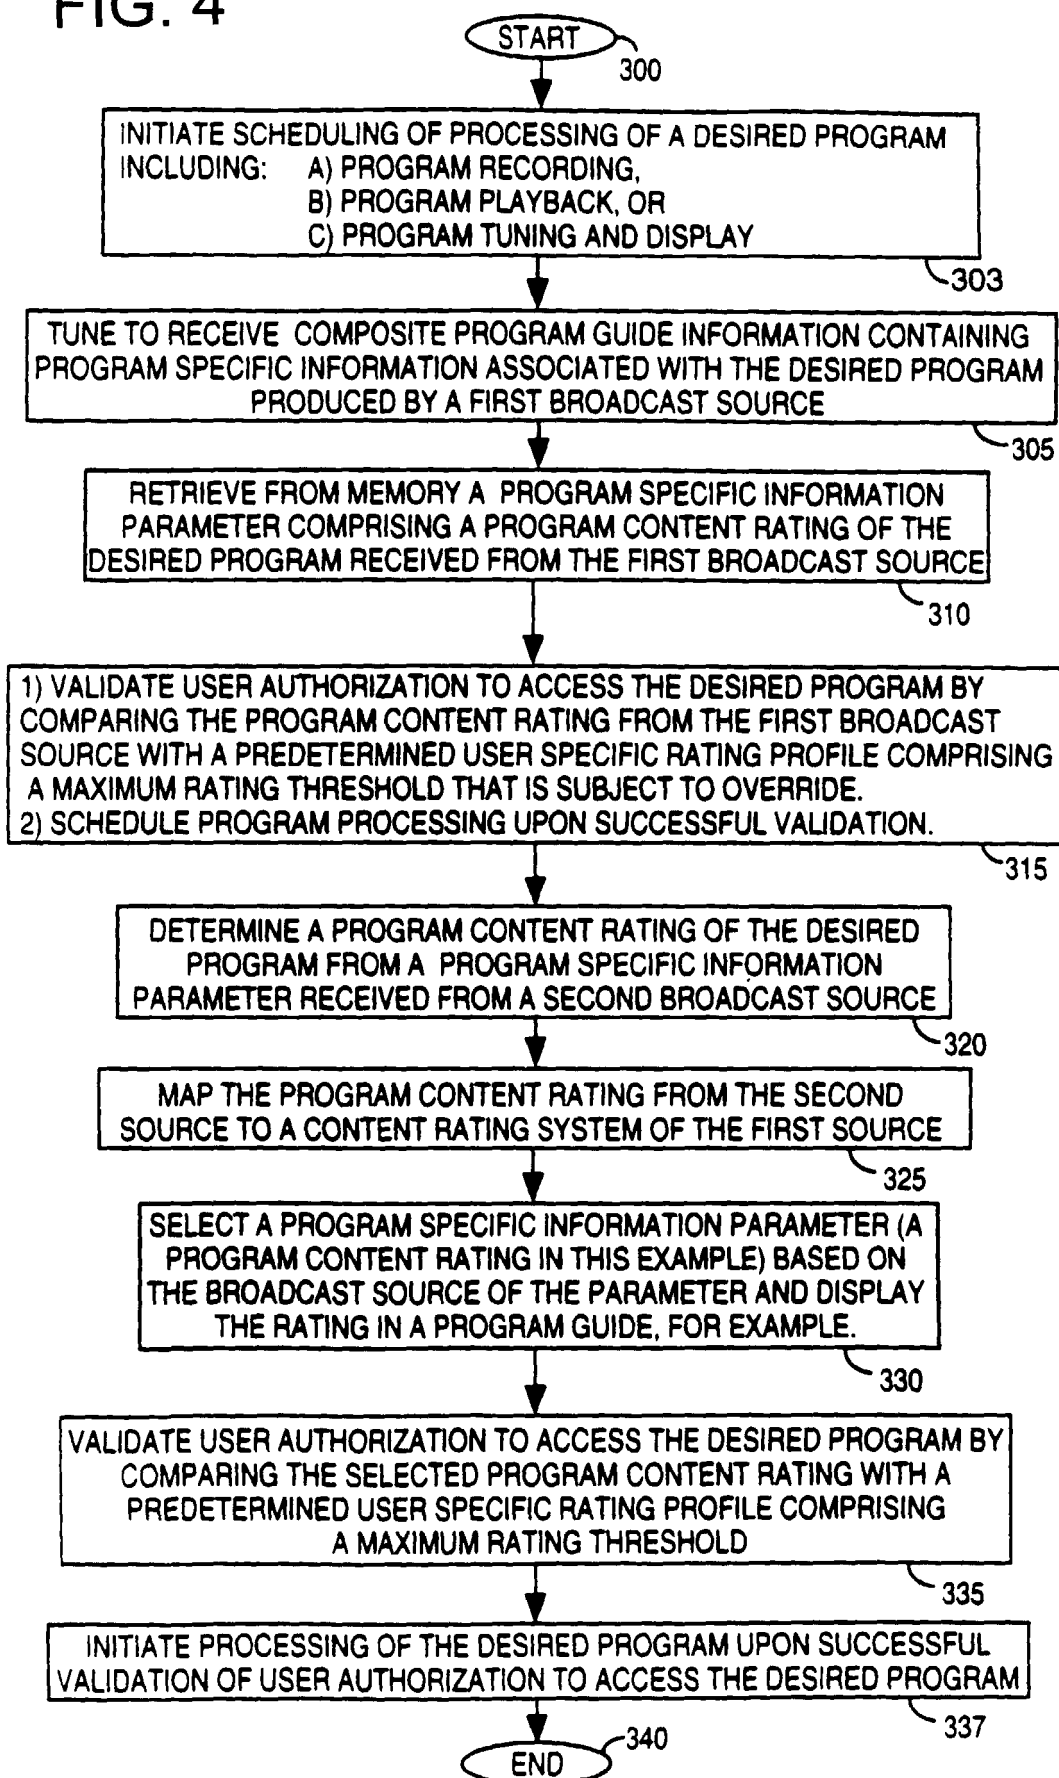 FIG. 4
START
300
INITIATE SCHEDULING OF PROCESSING OF A DESIRED PROGRAM
INCLUDING: A) PROGRAM RECORDING,
B) PROGRAM PLAYBACK, OR
C) PROGRAM TUNING AND DISPLAY
303
TUNE TO RECEIVE COMPOSITE PROGRAM GUIDE INFORMATION CONTAINING
PROGRAM SPECIFIC INFORMATION ASSOCIATED WITH THE DESIRED PROGRAM
PRODUCED BY A FIRST BROADCAST SOURCE
305
RETRIEVE FROM MEMORY A PROGRAM SPECIFIC INFORMATION
PARAMETER COMPRISING A PROGRAM CONTENT RATING OF THE
DESIRED PROGRAM RECEIVED FROM THE FIRST BROADCAST SOURCE
310
1) VALIDATE USER AUTHORIZATION TO ACCESS THE DESIRED PROGRAM BY
COMPARING THE PROGRAM CONTENT RATING FROM THE FIRST BROADCAST
SOURCE WITH A PREDETERMINED USER SPECIFIC RATING PROFILE COMPRISING
A MAXIMUM RATING THRESHOLD THAT IS SUBJECT TO OVERRIDE.
2) SCHEDULE PROGRAM PROCESSING UPON SUCCESSFUL VALIDATION.
315
DETERMINE A PROGRAM CONTENT RATING OF THE DESIRED
PROGRAM FROM A PROGRAM SPECIFIC INFORMATION
PARAMETER RECEIVED FROM A SECOND BROADCAST SOURCE
320
MAP THE PROGRAM CONTENT RATING FROM THE SECOND
SOURCE TO A CONTENT RATING SYSTEM OF THE FIRST SOURCE
325
SELECT A PROGRAM SPECIFIC INFORMATION PARAMETER (A
PROGRAM CONTENT RATING IN THIS EXAMPLE) BASED ON
THE BROADCAST SOURCE OF THE PARAMETER AND DISPLAY
THE RATING IN A PROGRAM GUIDE, FOR EXAMPLE.
330
VALIDATE USER AUTHORIZATION TO ACCESS THE DESIRED PROGRAM BY
COMPARING THE SELECTED PROGRAM CONTENT RATING WITH A
PREDETERMINED USER SPECIFIC RATING PROFILE COMPRISING
A MAXIMUM RATING THRESHOLD
335
INITIATE PROCESSING OF THE DESIRED PROGRAM UPON SUCCESSFUL
VALIDATION OF USER AUTHORIZATION TO ACCESS THE DESIRED PROGRAM
337
340
END